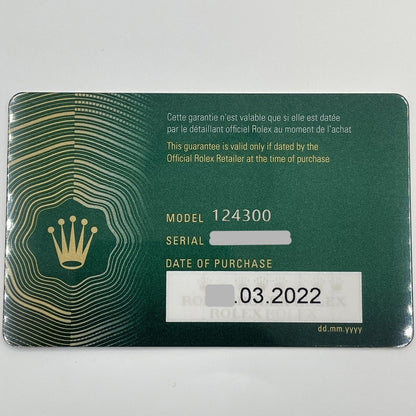 Cette garantie n'est valable que si elle est datée
par le détaillant officiel Rolex au moment de l'achat
This guarantee is valid only if dated by the
Official Rolex Retailer at the time of purchase
MODEL 124300
SERIAL
DATE OF PURCHASE
.03.2022
ROLEX ROLEX
dd.mm.yyyy